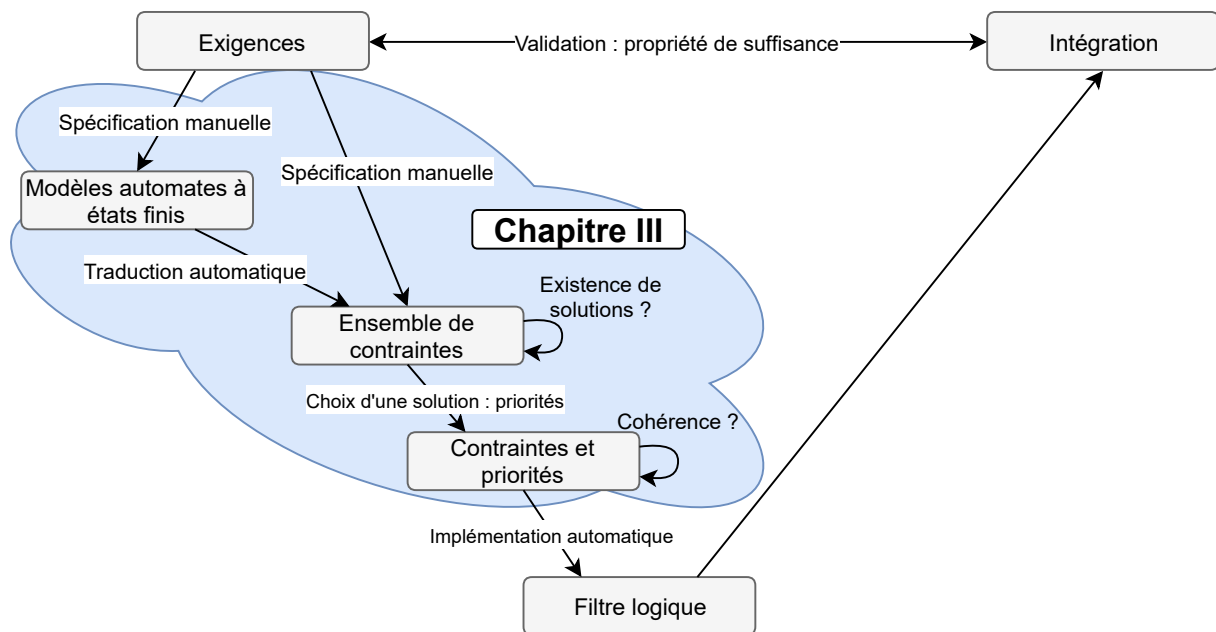 Exigences
Validation : propriété de suffisance
Intégration
Spécification manuelle
Spécification manuelle
Modèles automates à
états finis
Chapitre III
Traduction automatique
Existence de
solutions ?
Ensemble de
contraintes
Choix d'une solution : priorités
Cohérence ?
Contraintes et
priorités
Implémentation automatique
Filtre logique